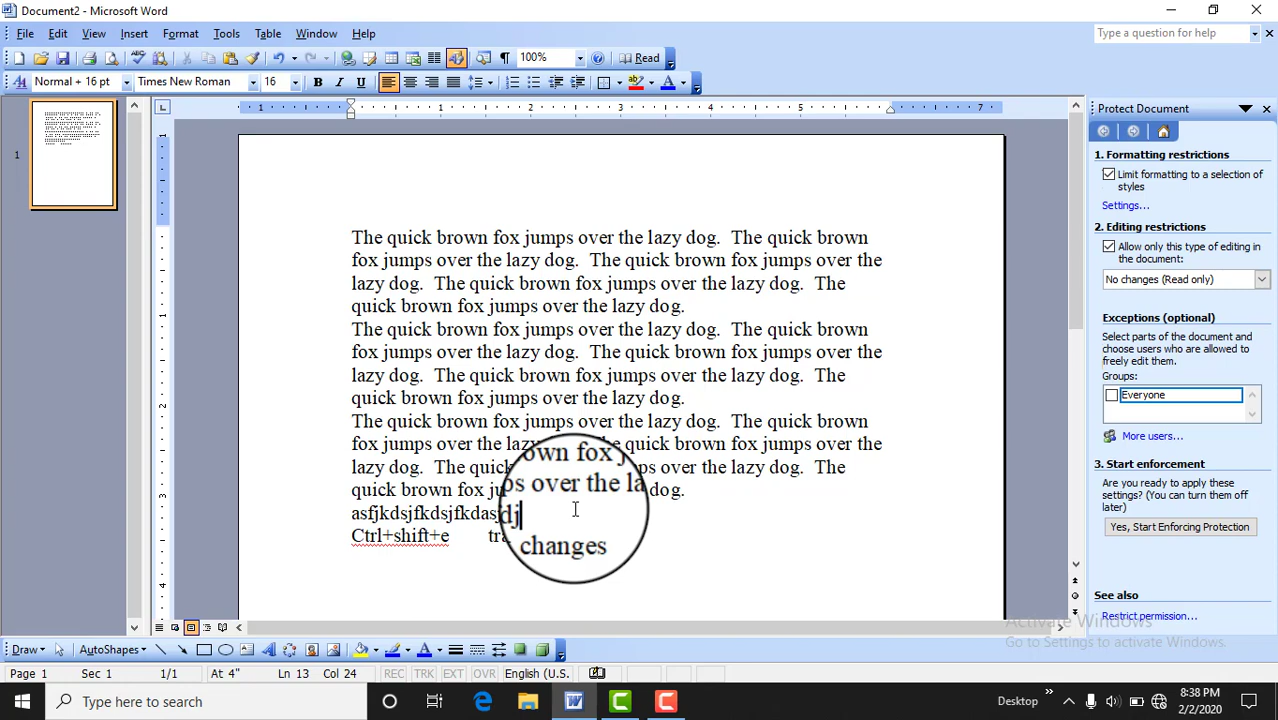 Document2 - Microsoft Word
File Edit View Insert Format Tools Table Window Help
Type a question for help
100%
Read
Normal + 16 pt
Times New Roman
16
B I U
Protect Document
1 1 2 3 4 5 7
1
1. Formatting restrictions
Limit formatting to a selection of
styles
Settings...
2. Editing restrictions
Allow only this type of editing in
the document:
No changes (Read only)
Exceptions (optional)
Select parts of the document and
choose users who are allowed to
freely edit them.
Groups:
Everyone
More users...
3. Start enforcement
Are you ready to apply
these settings? (You can turn them
off later)
Yes, Start Enforcing Protection
See also
Restrict permission...
The quick brown fox jumps over the lazy dog. The quick brown
fox jumps over the lazy dog. The quick brown fox jumps over the
lazy dog. The quick brown fox jumps over the lazy dog. The
quick brown fox jumps over the lazy dog.
The quick brown fox jumps over the lazy dog. The quick brown
fox jumps over the lazy dog. The quick brown fox jumps over the
lazy dog. The quick brown fox jumps over the lazy dog. The
quick brown fox jumps over the lazy dog.
The quick brown fox jumps over the lazy dog. The quick brown
fox jumps over the lazy quick brown fox jumps over the
lazy dog. The quick own fox j mps over the lazy dog. The
quick brown fox ju ps over the la dog.
asfjkdsjfkdsjfkdasj dj
Ctrl+shift+e tra changes
Activate Windows
Go to Settings to activate Windows.
Draw AutoShapes
Page 1 Sec 1 1/1 At 4" Ln 13 Col 24 REC TRK EXT OVR English (U.S.
Type here to search
Desktop
8:38 PM
2/2/2020